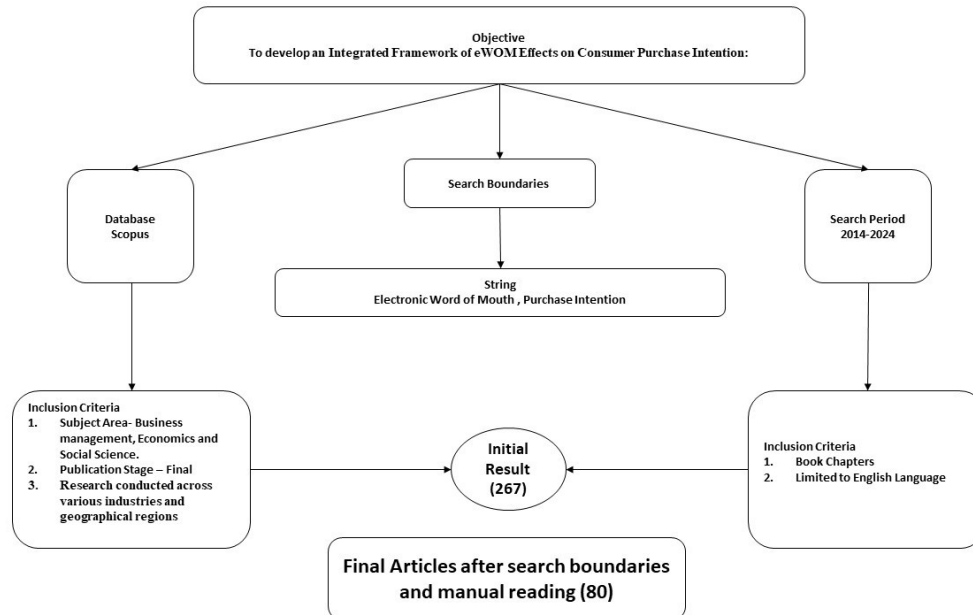 Objective
To develop an Integrated Framework of eWOM Effects on Consumer Purchase Intention:
Database
Scopus
Search Boundaries
Search Period
2014-2024
String
Electronic Word of Mouth , Purchase Intention
Inclusion Criteria
1. Subject Area- Business
management, Economics and
Social Science.
2. Publication Stage – Final
3. Research conducted across
various industries and
geographical regions
Initial
Result
(267)
Inclusion Criteria
1. Book Chapters
2. Limited to English Language
Final Articles after search boundaries
and manual reading (80)